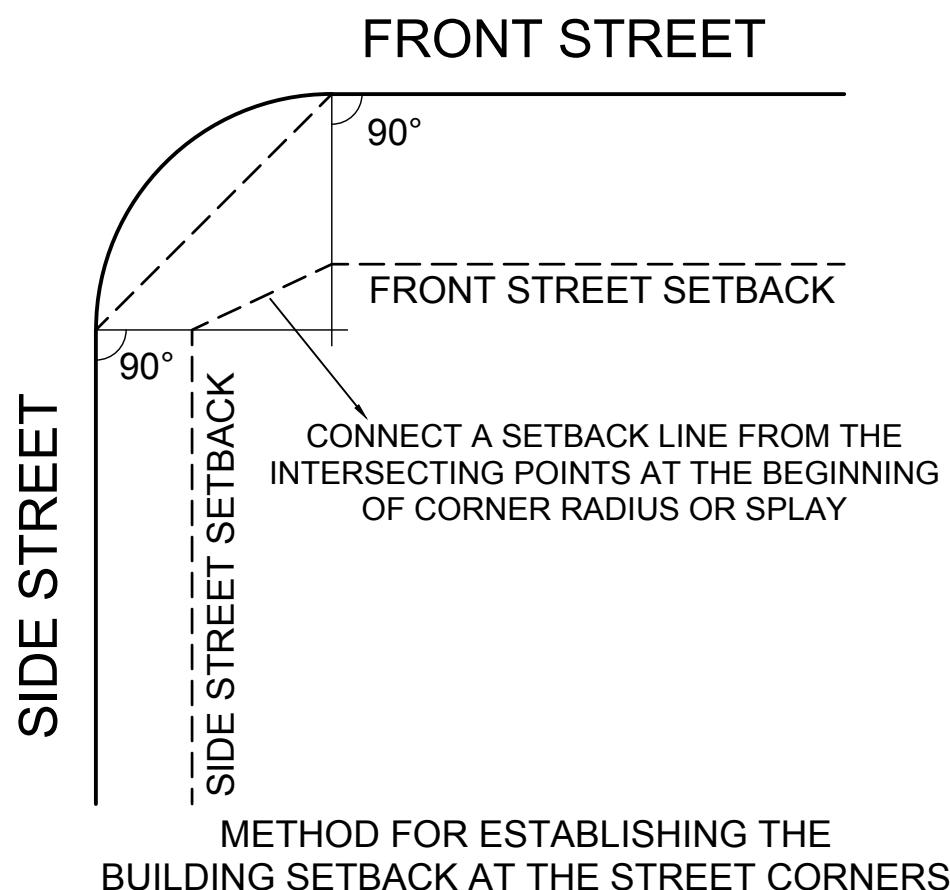 FRONT STREET
90°
FRONT STREET SETBACK
90°
SIDE STREET
SIDE STREET SETBACK
CONNECT A SETBACK LINE FROM THE
INTERSECTING POINTS AT THE BEGINNING
OF CORNER RADIUS OR SPLAY
METHOD FOR ESTABLISHING THE
BUILDING SETBACK AT THE STREET CORNERS